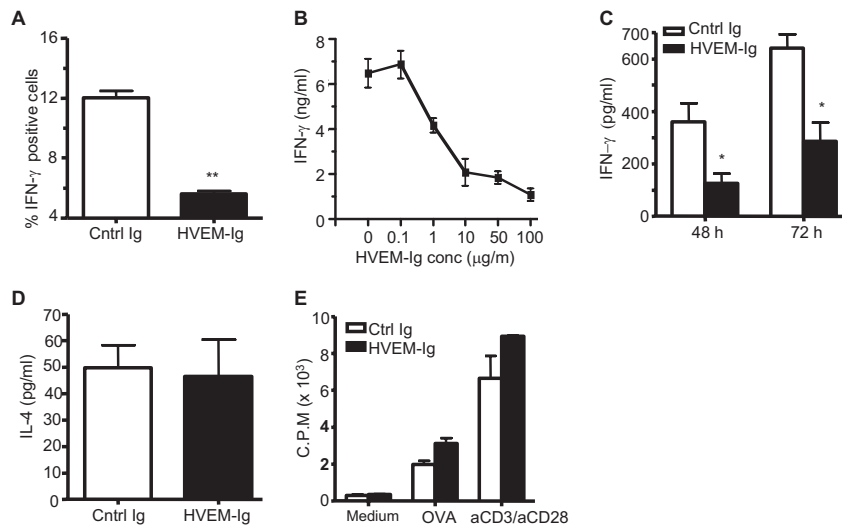 A
% IFN-γ positive cells
16
12
8
4
**
Cntrl Ig
HVEM-Ig
B
IFN-γ (ng/ml)
8
6
4
2
0
0
0.1
1
10
50
100
HVEM-Ig conc (μg/m)
C
Cntrl Ig
HVEM-Ig
IFN−γ (pg/ml)
700
600
400
200
0
*
*
48 h
72 h
D
IL-4 (pg/ml)
70
60
50
40
30
20
10
0
Cntrl Ig
HVEM-Ig
E
Ctrl Ig
HVEM-Ig
C.P.M (x 10³)
10
8
6
4
2
0
Medium
OVA
aCD3/aCD28